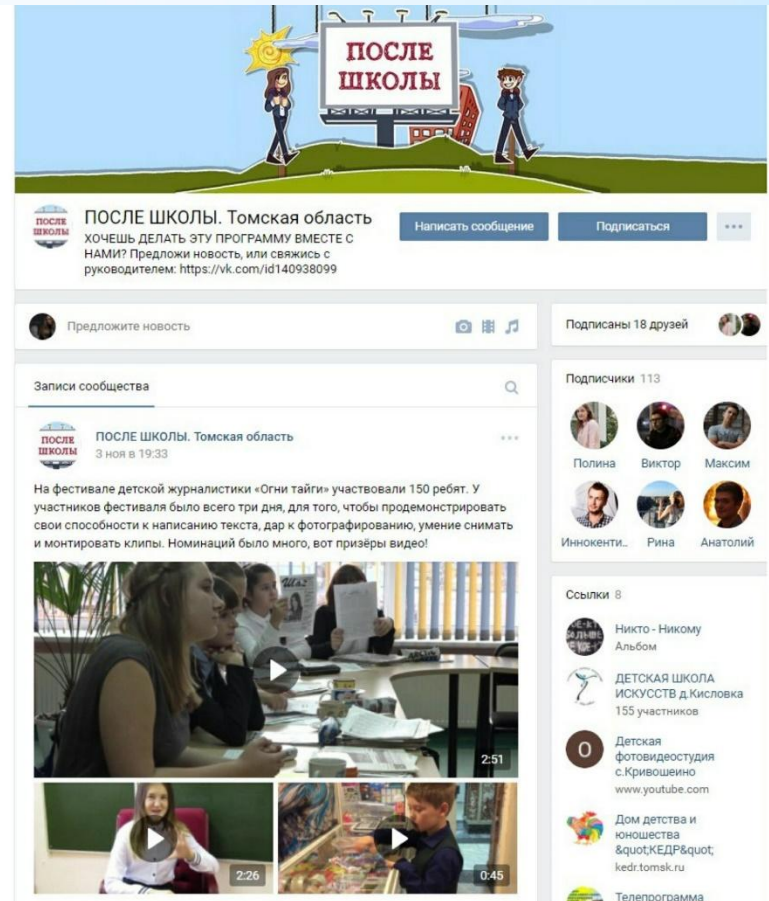 ПОСЛЕ
ШКОЛЫ
ПОСЛЕ
ШКОЛЫ
ПОСЛЕ ШКОЛЫ. Томская область
ХОЧЕШЬ ДЕЛАТЬ ЭТУ ПРОГРАММУ ВМЕСТЕ С
НАМИ? Предложи новость, или свяжись с
руководителем: https://vk.com/id140938099
Написать сообщение
Подписаться
Предложите новость
Записи сообщества
ПОСЛЕ
ШКОЛЫ
ПОСЛЕ ШКОЛЫ. Томская область
3 ноя в 19:33
На фестивале детской журналистики «Огни тайги» участвовали 150 ребят. У
участников фестиваля было всего три дня, для того, чтобы продемонстрировать
свои способности к написанию текста, дар к фотографированию, умение снимать
и монтировать клипы. Номинаций было много, вот призёры видео!
2:51
2:26
0:45
Подписаны 18 друзей
Подписчики 113
Полина Виктор Максим
Иннокенти.. Рина Анатолий
Ссылки 8
Никто - Никому
Альбом
ДЕТСКАЯ ШКОЛА
ИСКУССТВ д.Кисловка
155 участников
О
Детская
фотовидеостудия
с.Кривошеино
www.youtube.com
Дом детства и
юношества
&quot;КЕДР&quot;
kedr.tomsk.ru
Телепрограмма